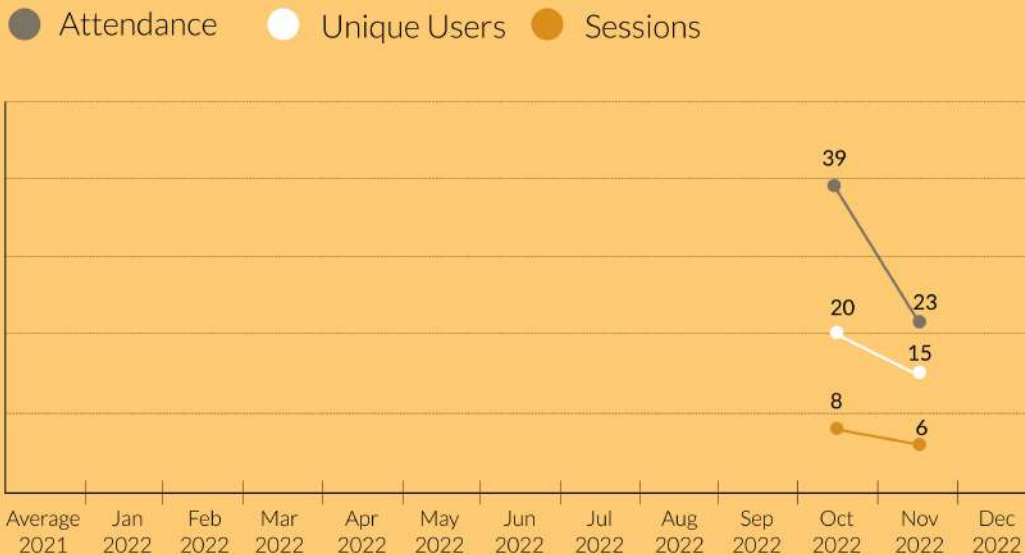 Attendance Unique Users Sessions
39
23
20
15
8
6
Average Jan Feb Mar Apr May Jun Jul Aug Sep Oct Nov Dec
2021 2022 2022 2022 2022 2022 2022 2022 2022 2022 2022 2022 2022